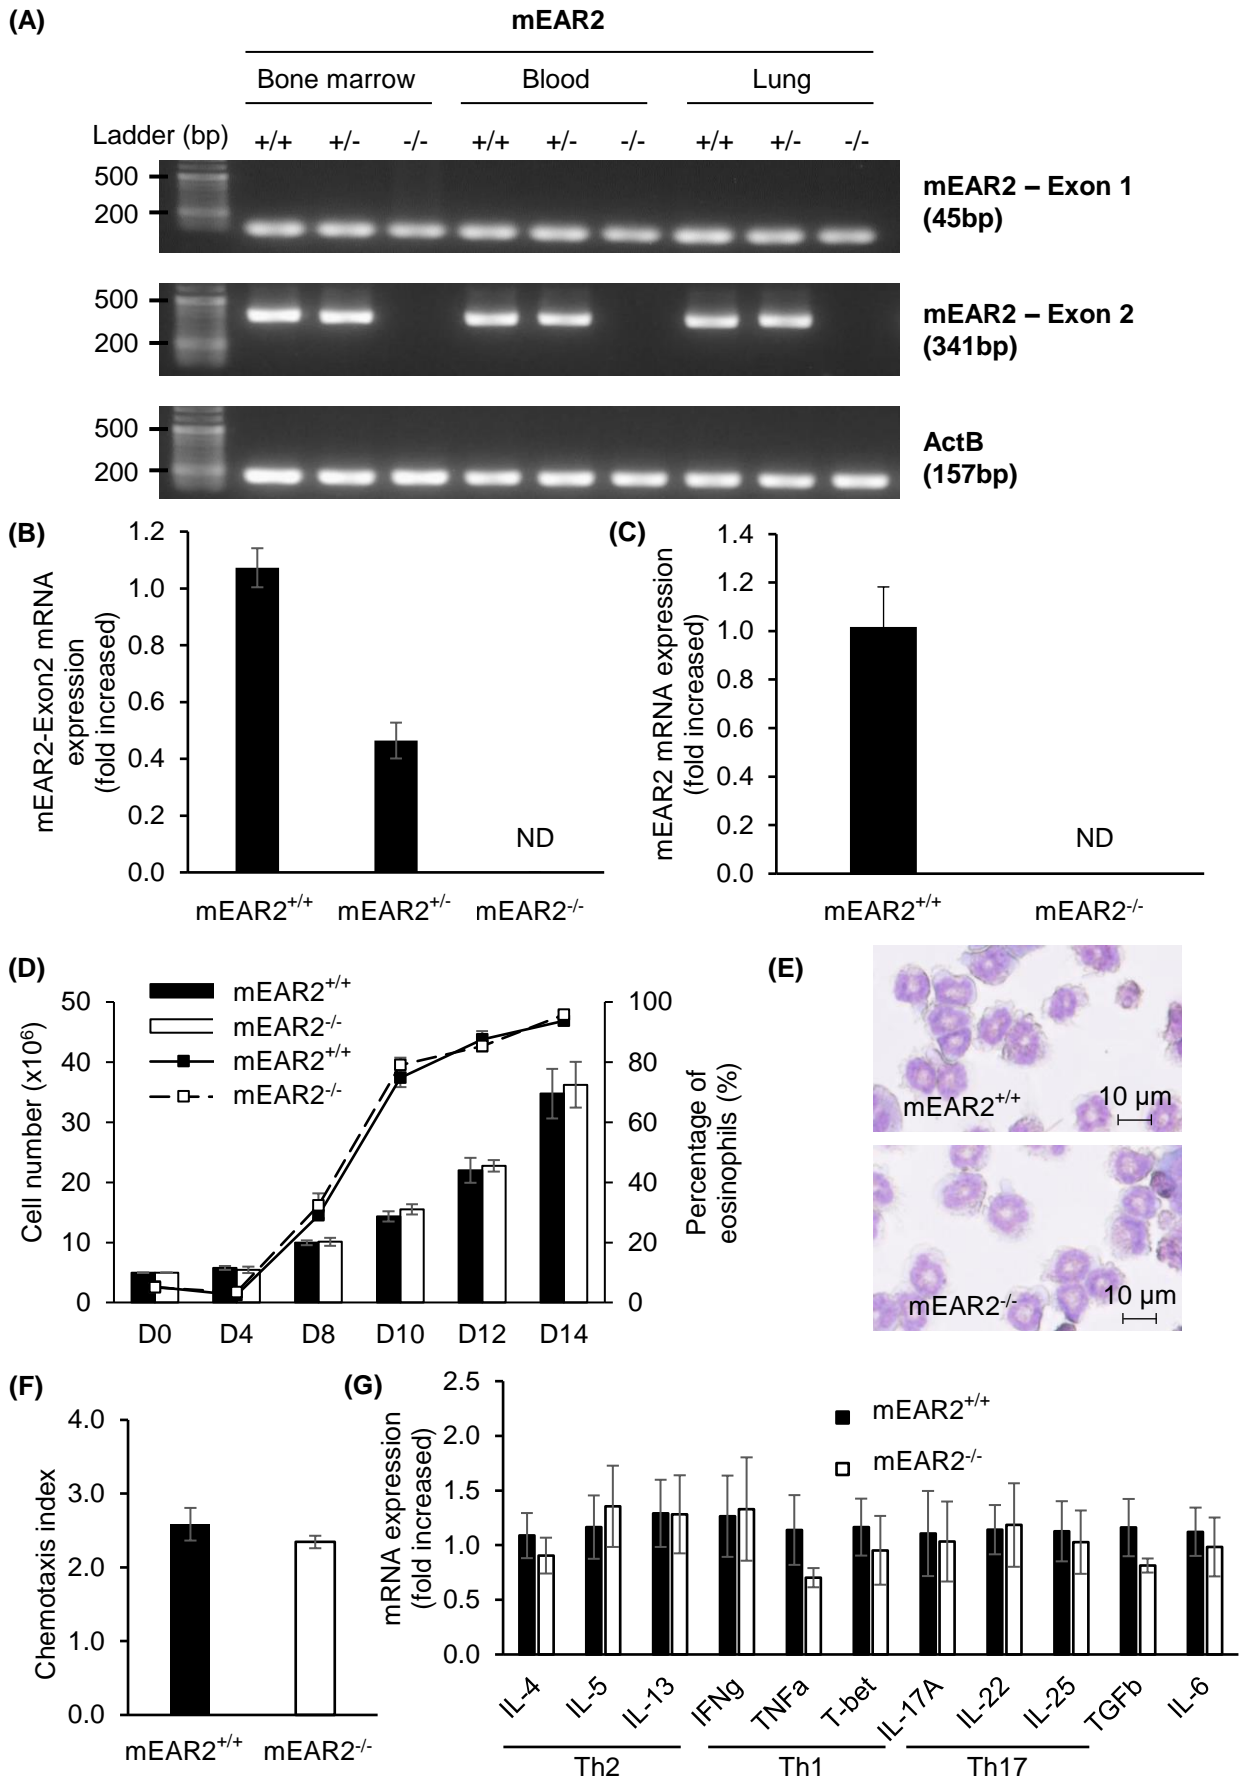 (A)
mEAR2
Bone marrow Blood Lung
Ladder (bp) +/+ +/- -/- +/+ +/- -/- +/+ +/- -/-
500
200
mEAR2 – Exon 1
(45bp)
500
200
mEAR2 – Exon 2
(341bp)
500
200
ActB
(157bp)
(B)
mEAR2-Exon2 mRNA
expression
(fold increased)
1.2
1.0
0.8
0.6
0.4
0.2
0.0
ND
mEAR2+/+ mEAR2+/- mEAR2-/-
(C)
mEAR2 mRNA expression
(fold increased)
1.4
1.2
1.0
0.8
0.6
0.4
0.2
0.0
ND
mEAR2+/+ mEAR2-/-
(D)
mEAR2+/+
mEAR2-/-
mEAR2+/+
mEAR2-/-
Cell number (x10⁶)
50
40
30
20
10
0
100
80
60
40
20
0
Percentage of
eosinophils (%)
D0 D4 D8 D10 D12 D14
(E)
mEAR2+/+
10 µm
mEAR2-/-
10 µm
(F)
Chemotaxis index
4.0
3.0
2.0
1.0
0.0
mEAR2+/+ mEAR2-/-
(G)
mRNA expression
(fold increased)
2.5
2.0
1.5
1.0
0.5
0.0
mEAR2+/+
mEAR2-/-
IL-4 IL-5 IL-13 IFNg TNFa T-bet IL-17A IL-22 IL-25 TGFb IL-6
Th2 Th1 Th17